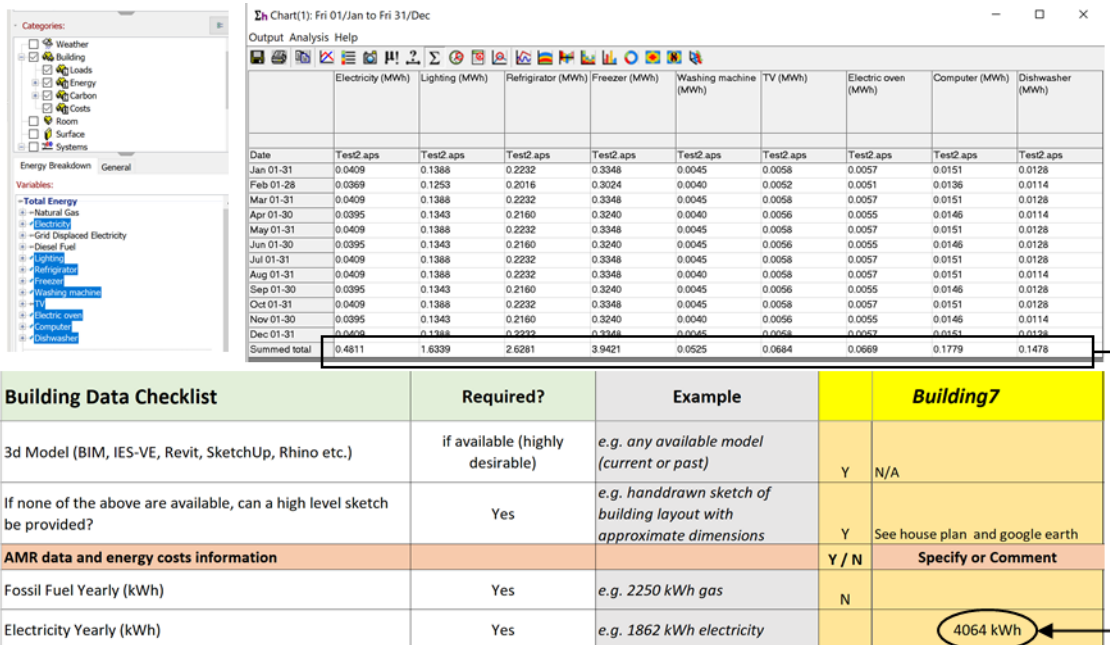 Categories:
Weather
Building
Loads
Energy
Carbon
Costs
Room
Surface
Systems
Energy Breakdown General
Variables:
-Total Energy
Natural Gas
Electricity
Grid Displaced Electricity
Diesel Fuel
Lighting
Refrigirator
Freezer
Washing machine
TV
Electric oven
Computer
Dishwasher
Σh Chart(1): Fri 01/Jan to Fri 31/Dec
Output Analysis Help
Electricity (MWh) Lighting (MWh) Refrigirator (MWh) Freezer (MWh) Washing machine (MWh) TV (MWh) Electric oven (MWh) Computer (MWh) Dishwasher (MWh)
Date Test2.aps Test2.aps Test2.aps Test2.aps Test2.aps Test2.aps Test2.aps Test2.aps Test2.aps
Jan 01-31 0.0409 0.1388 0.2232 0.3348 0.0045 0.0058 0.0057 0.0151 0.0128
Feb 01-28 0.0369 0.1253 0.2016 0.3024 0.0040 0.0052 0.0051 0.0136 0.0114
Mar 01-31 0.0409 0.1388 0.2232 0.3348 0.0045 0.0058 0.0057 0.0151 0.0128
Apr 01-30 0.0395 0.1343 0.2160 0.3240 0.0040 0.0056 0.0055 0.0146 0.0114
May 01-31 0.0409 0.1388 0.2232 0.3348 0.0045 0.0058 0.0057 0.0151 0.0128
Jun 01-30 0.0395 0.1343 0.2160 0.3240 0.0045 0.0056 0.0055 0.0146 0.0128
Jul 01-31 0.0409 0.1388 0.2232 0.3348 0.0045 0.0058 0.0057 0.0151 0.0128
Aug 01-31 0.0409 0.1388 0.2232 0.3348 0.0040 0.0058 0.0057 0.0151 0.0114
Sep 01-30 0.0395 0.1343 0.2160 0.3240 0.0045 0.0056 0.0055 0.0146 0.0128
Oct 01-31 0.0409 0.1388 0.2232 0.3348 0.0045 0.0058 0.0057 0.0151 0.0128
Nov 01-30 0.0395 0.1343 0.2160 0.3240 0.0040 0.0056 0.0055 0.0146 0.0114
Dec 01-31 0.0409 0.1388 0.2232 0.3348 0.0045 0.0058 0.0057 0.0151 0.0128
Summed total 0.4811 1.6339 2.6281 3.9421 0.0525 0.0684 0.0669 0.1779 0.1478
Building Data Checklist Required? Example Building7
3d Model (BIM, IES-VE, Revit, SketchUp, Rhino etc.) if available (highly desirable) e.g. any available model (current or past) Y N/A
If none of the above are available, can a high level sketch be provided? Yes e.g. handdrawn sketch of building layout with approximate dimensions Y See house plan and google earth
AMR data and energy costs information Y / N Specify or Comment
Fossil Fuel Yearly (kWh) Yes e.g. 2250 kWh gas N
Electricity Yearly (kWh) Yes e.g. 1862 kWh electricity 4064 kWh